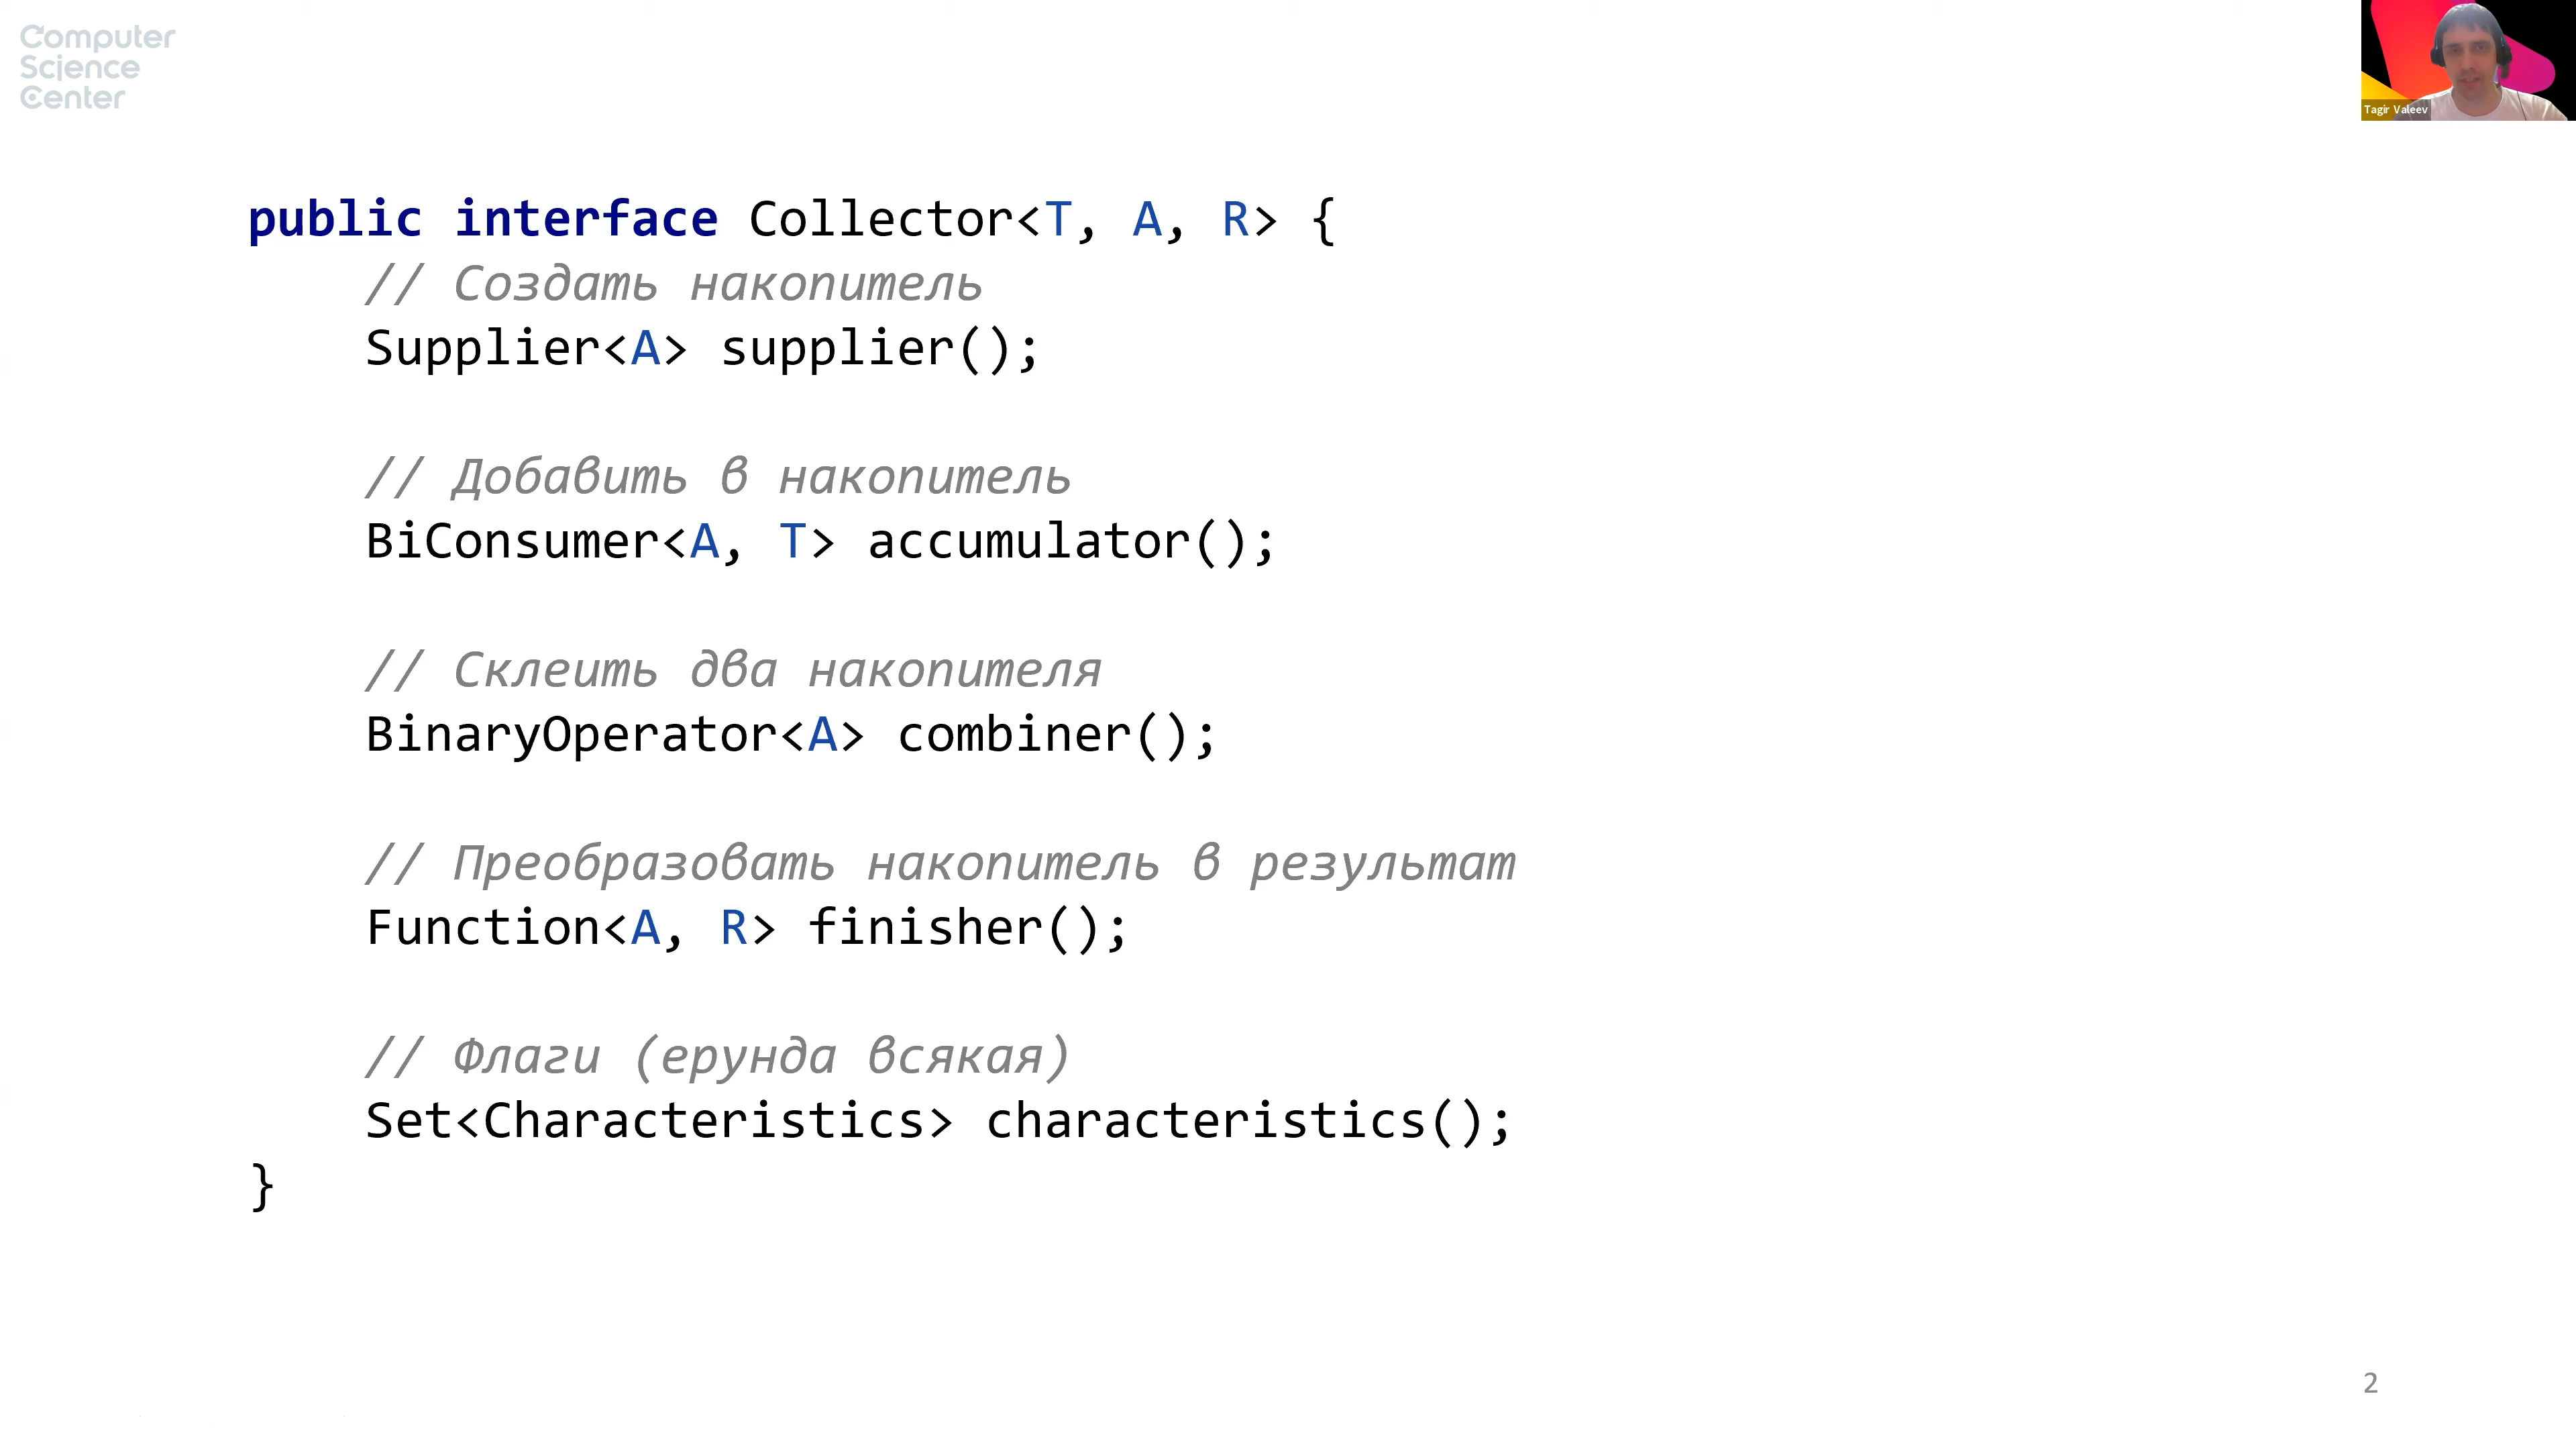 Computer
Science
Center
Tagir Valeev
public interface Collector<T, A, R> {
// Создать накопитель
Supplier<A> supplier();
// Добавить в накопитель
BiConsumer<A, T> accumulator();
// Склеить два накопителя
BinaryOperator<A> combiner();
// Преобразовать накопитель в результат
Function<A, R> finisher();
// Флаги (ерунда всякая)
Set<Characteristics> characteristics();
}
2